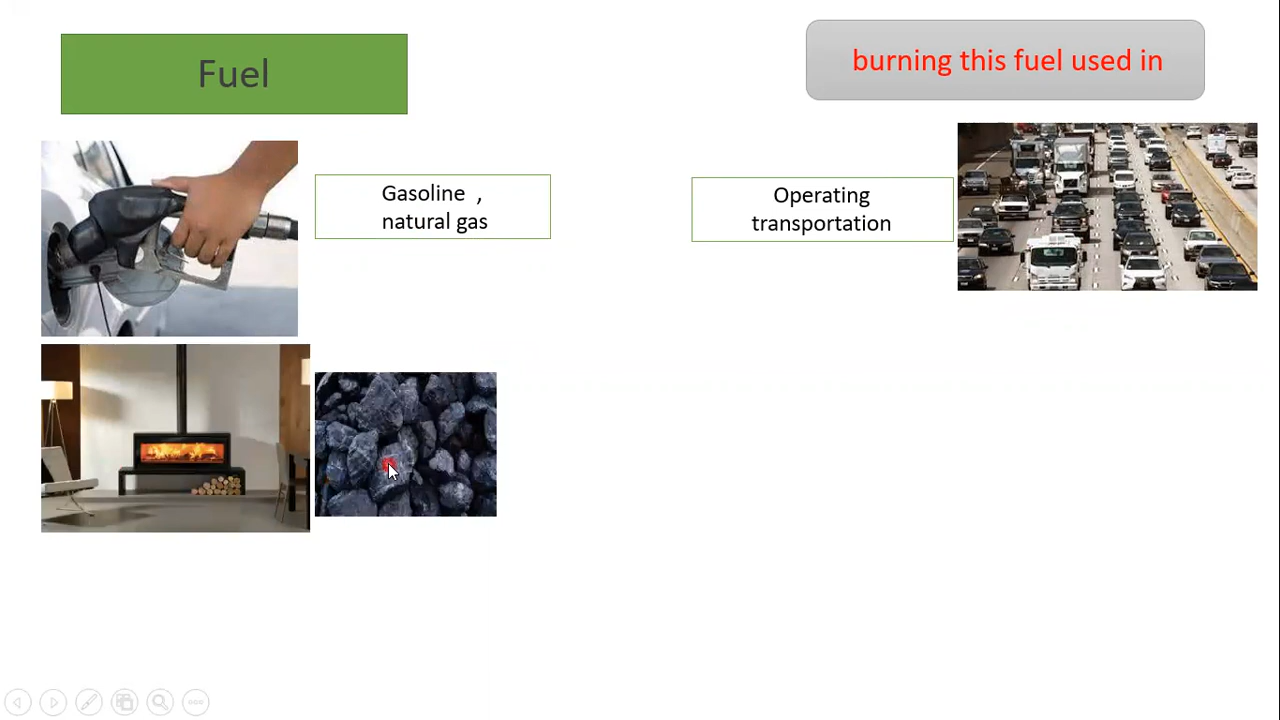 Fuel
burning this fuel used in
Gasoline ,
natural gas
Operating
transportation